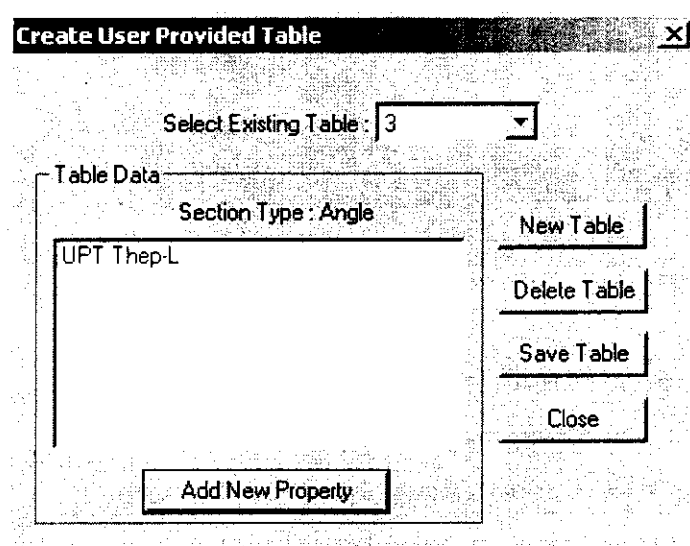 Create User Provided Table
Select Existing Table : 3
Table Data
Section Type : Angle
UPT Thep-L
New Table
Delete Table
Save Table
Close
Add New Property